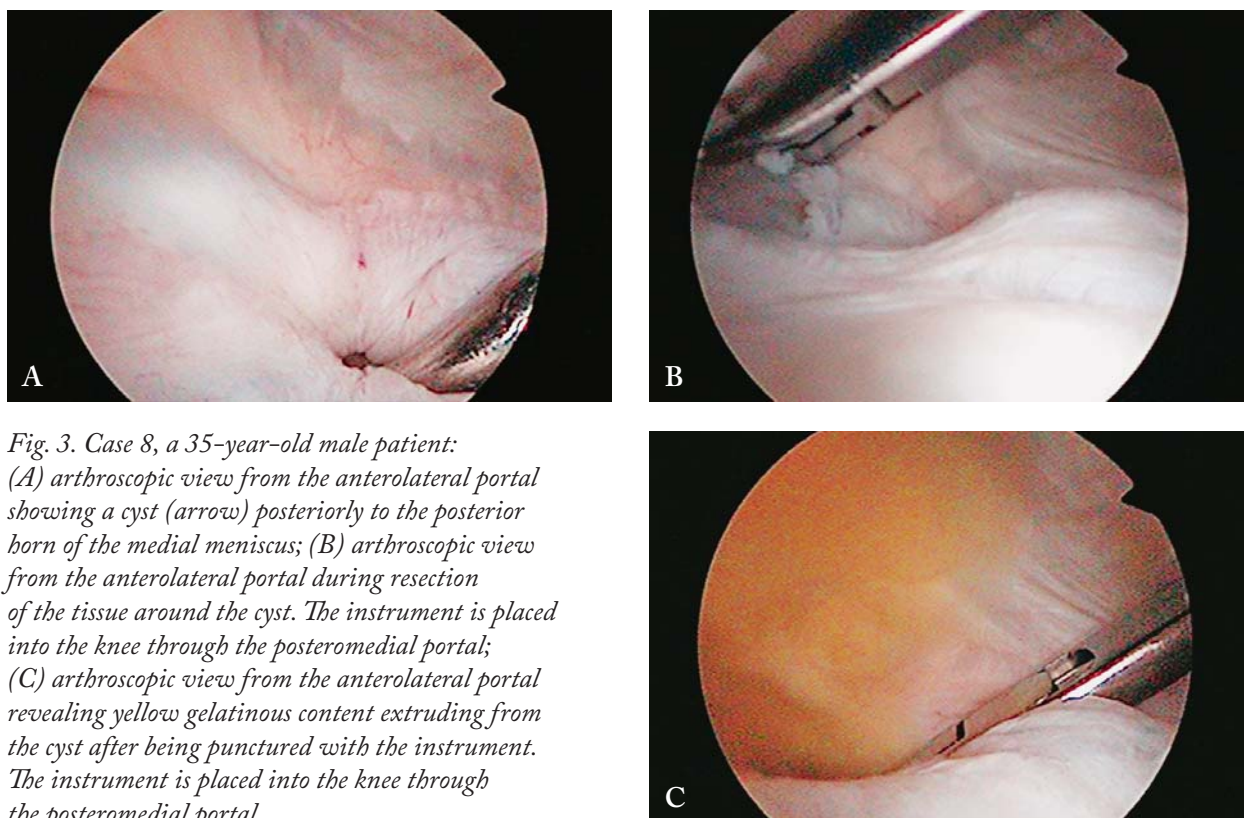 A
B
Fig. 3. Case 8, a 35-year-old male patient:
(A) arthroscopic view from the anterolateral portal
showing a cyst (arrow) posteriorly to the posterior
horn of the medial meniscus; (B) arthroscopic view
from the anterolateral portal during resection
of the tissue around the cyst. The instrument is placed
into the knee through the posteromedial portal;
(C) arthroscopic view from the anterolateral portal
revealing yellow gelatinous content extruding from
the cyst after being punctured with the instrument.
The instrument is placed into the knee through
the posteromedial portal
C